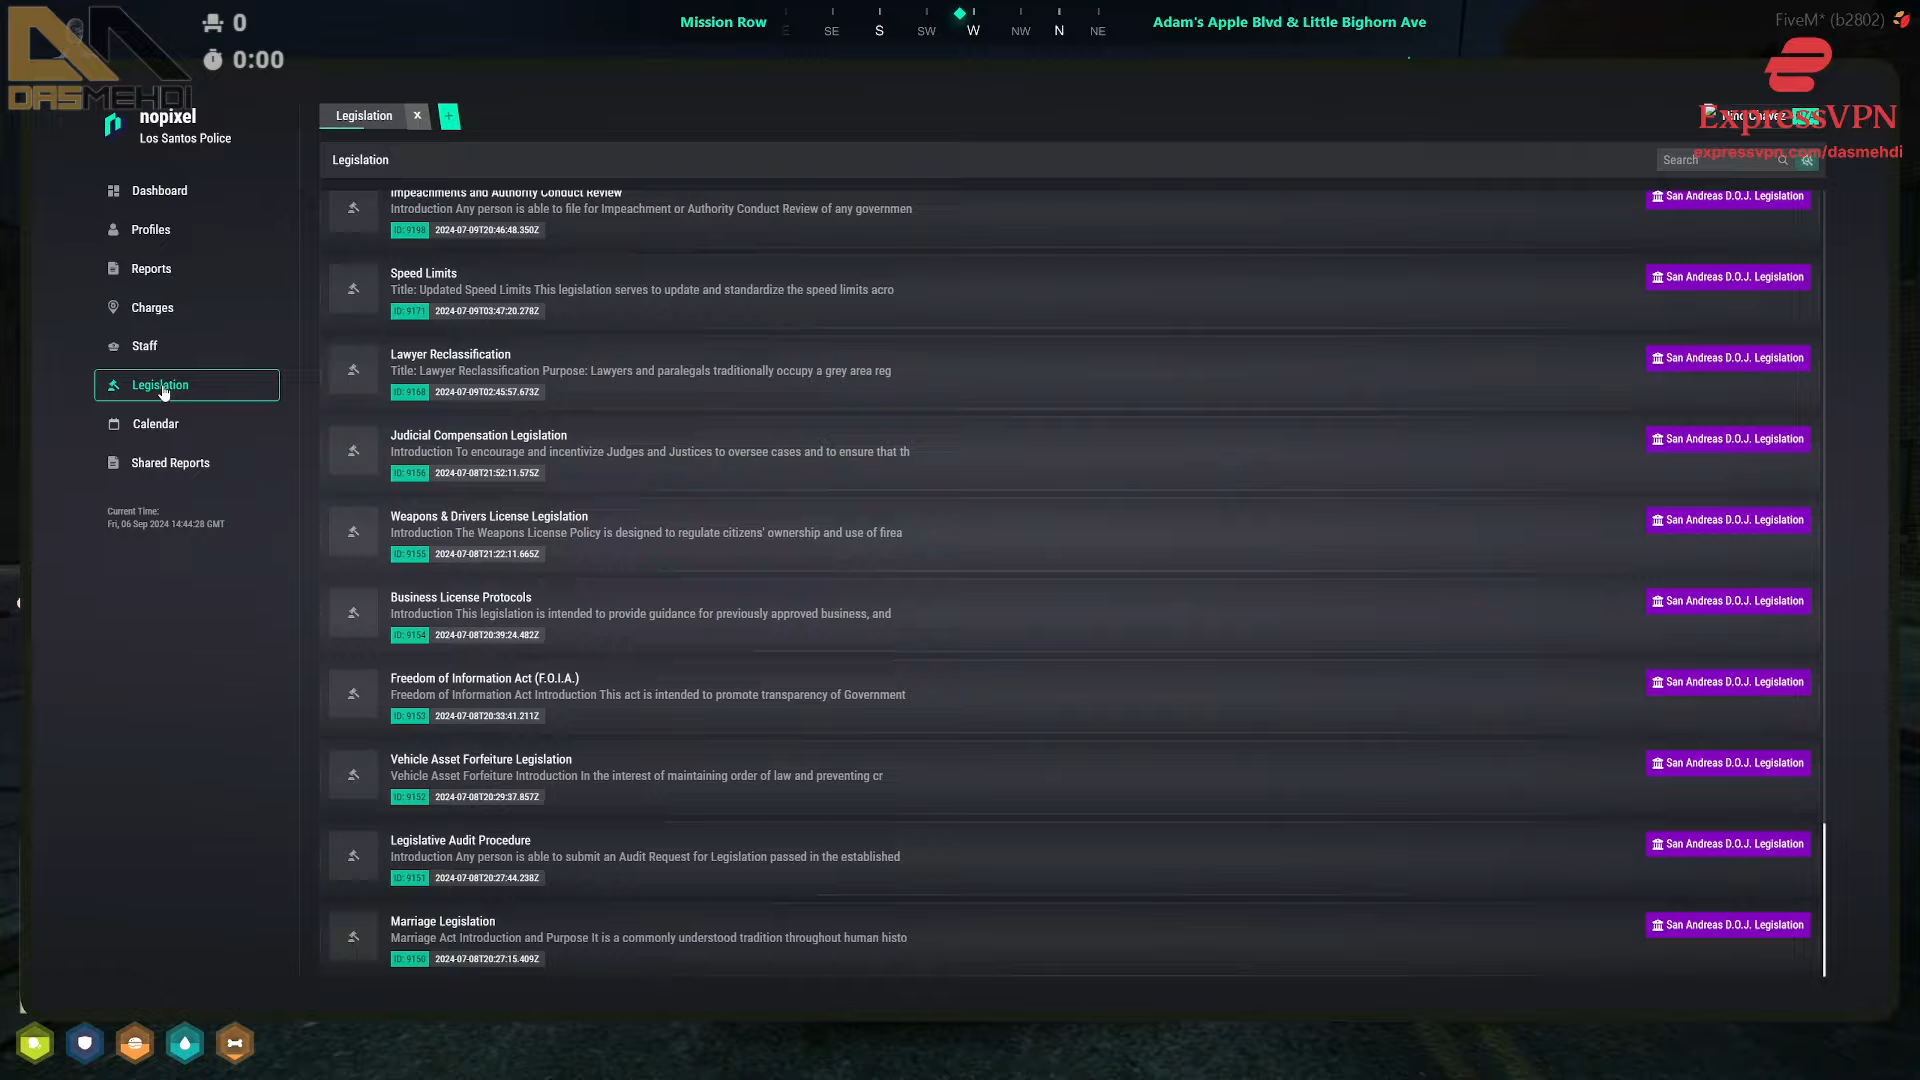 DASMEHDI
0
0:00
Mission Row
E
SE
S
SW
W
NW
N
NE
Adam's Apple Blvd & Little Bighorn Ave
FiveM* (b2802)
ExpressVPN
expressvpn.com/dasmehdi
nopixel
Los Santos Police
Dashboard
Profiles
Reports
Charges
Staff
Legislation
Calendar
Shared Reports
Current Time:
Fri, 06 Sep 2024 14:44:28 GMT
Legislation x +
Legislation
Search
Impeachments and Authority Conduct Review
Introduction Any person is able to file for Impeachment or Authority Conduct Review of any governmen
ID: 9198 2024-07-09T20:46:48.350Z
San Andreas D.O.J. Legislation
Speed Limits
Title: Updated Speed Limits This legislation serves to update and standardize the speed limits acro
ID: 9171 2024-07-09T03:47:20.278Z
San Andreas D.O.J. Legislation
Lawyer Reclassification
Title: Lawyer Reclassification Purpose: Lawyers and paralegals traditionally occupy a grey area reg
ID: 9168 2024-07-09T02:45:57.673Z
San Andreas D.O.J. Legislation
Judicial Compensation Legislation
Introduction To encourage and incentivize Judges and Justices to oversee cases and to ensure that th
ID: 9156 2024-07-08T21:52:11.575Z
San Andreas D.O.J. Legislation
Weapons & Drivers License Legislation
Introduction The Weapons License Policy is designed to regulate citizens' ownership and use of firea
ID: 9155 2024-07-08T21:22:11.665Z
San Andreas D.O.J. Legislation
Business License Protocols
Introduction This legislation is intended to provide guidance for previously approved business, and
ID: 9154 2024-07-08T20:39:24.482Z
San Andreas D.O.J. Legislation
Freedom of Information Act (F.O.I.A.)
Freedom of Information Act Introduction This act is intended to promote transparency of Government
ID: 9153 2024-07-08T20:33:41.211Z
San Andreas D.O.J. Legislation
Vehicle Asset Forfeiture Legislation
Vehicle Asset Forfeiture Introduction In the interest of maintaining order of law and preventing cr
ID: 9152 2024-07-08T20:29:37.857Z
San Andreas D.O.J. Legislation
Legislative Audit Procedure
Introduction Any person is able to submit an Audit Request for Legislation passed in the established
ID: 9151 2024-07-08T20:27:44.238Z
San Andreas D.O.J. Legislation
Marriage Legislation
Marriage Act Introduction and Purpose It is a commonly understood tradition throughout human histo
ID: 9150 2024-07-08T20:27:15.409Z
San Andreas D.O.J. Legislation